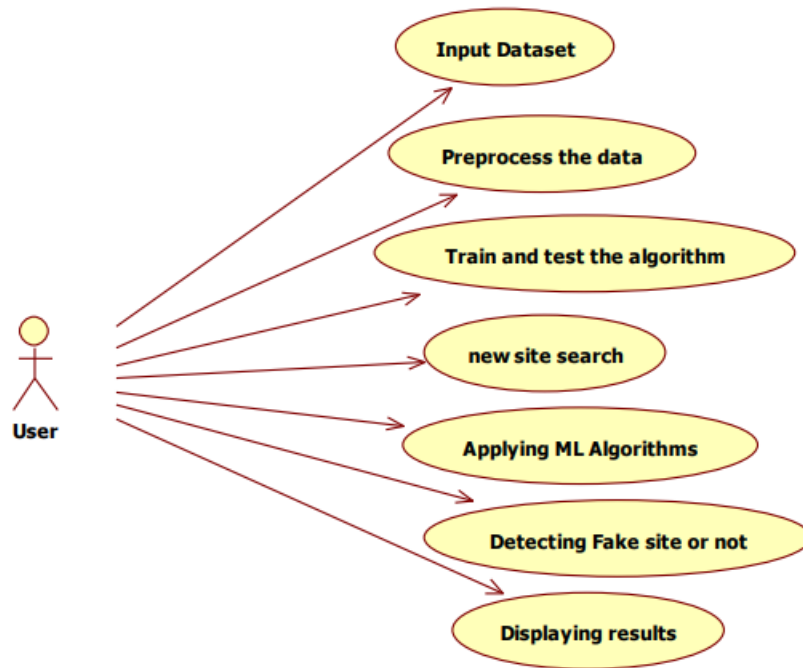 Input Dataset
Preprocess the data
Train and test the algorithm
new site search
User
Applying ML Algorithms
Detecting Fake site or not
Displaying results